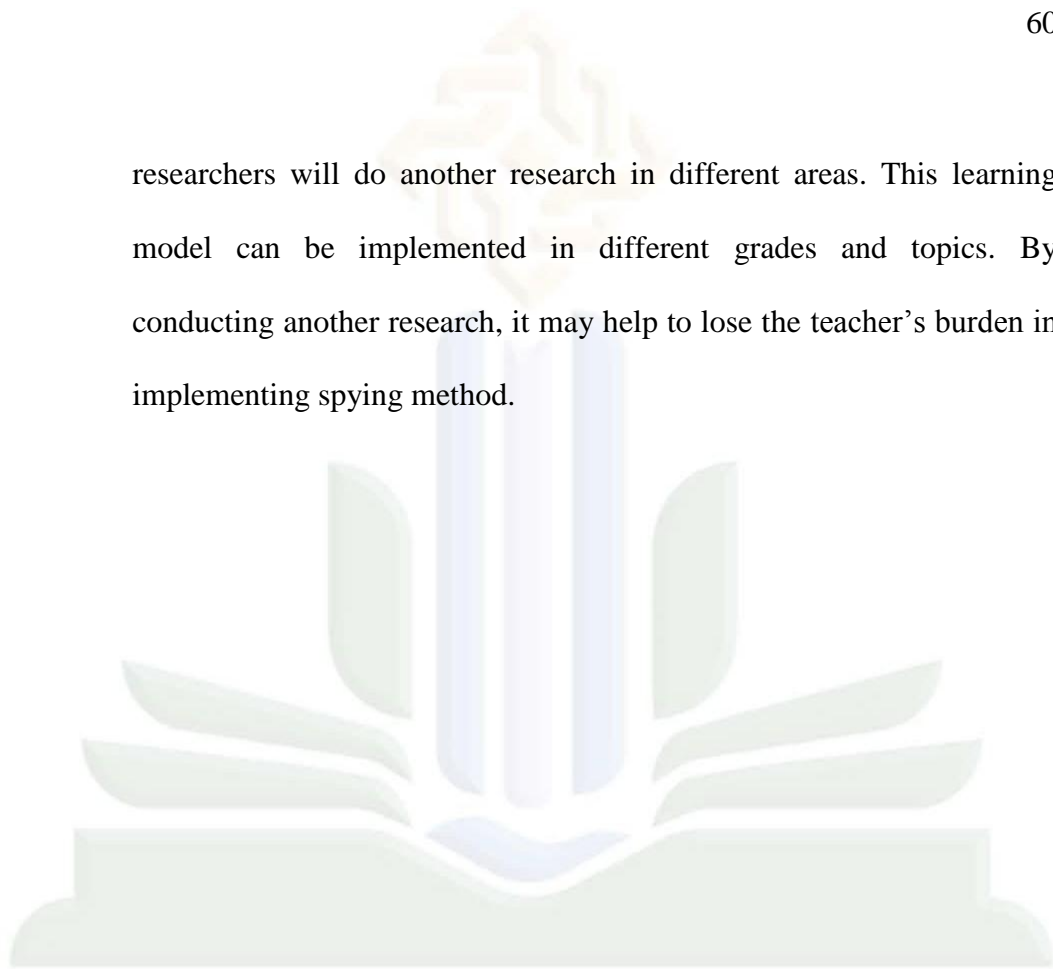 60
researchers will do another research in different areas. This learning
model can be implemented in different grades and topics. By
conducting another research, it may help to lose the teacher’s burden in
implementing spying method.